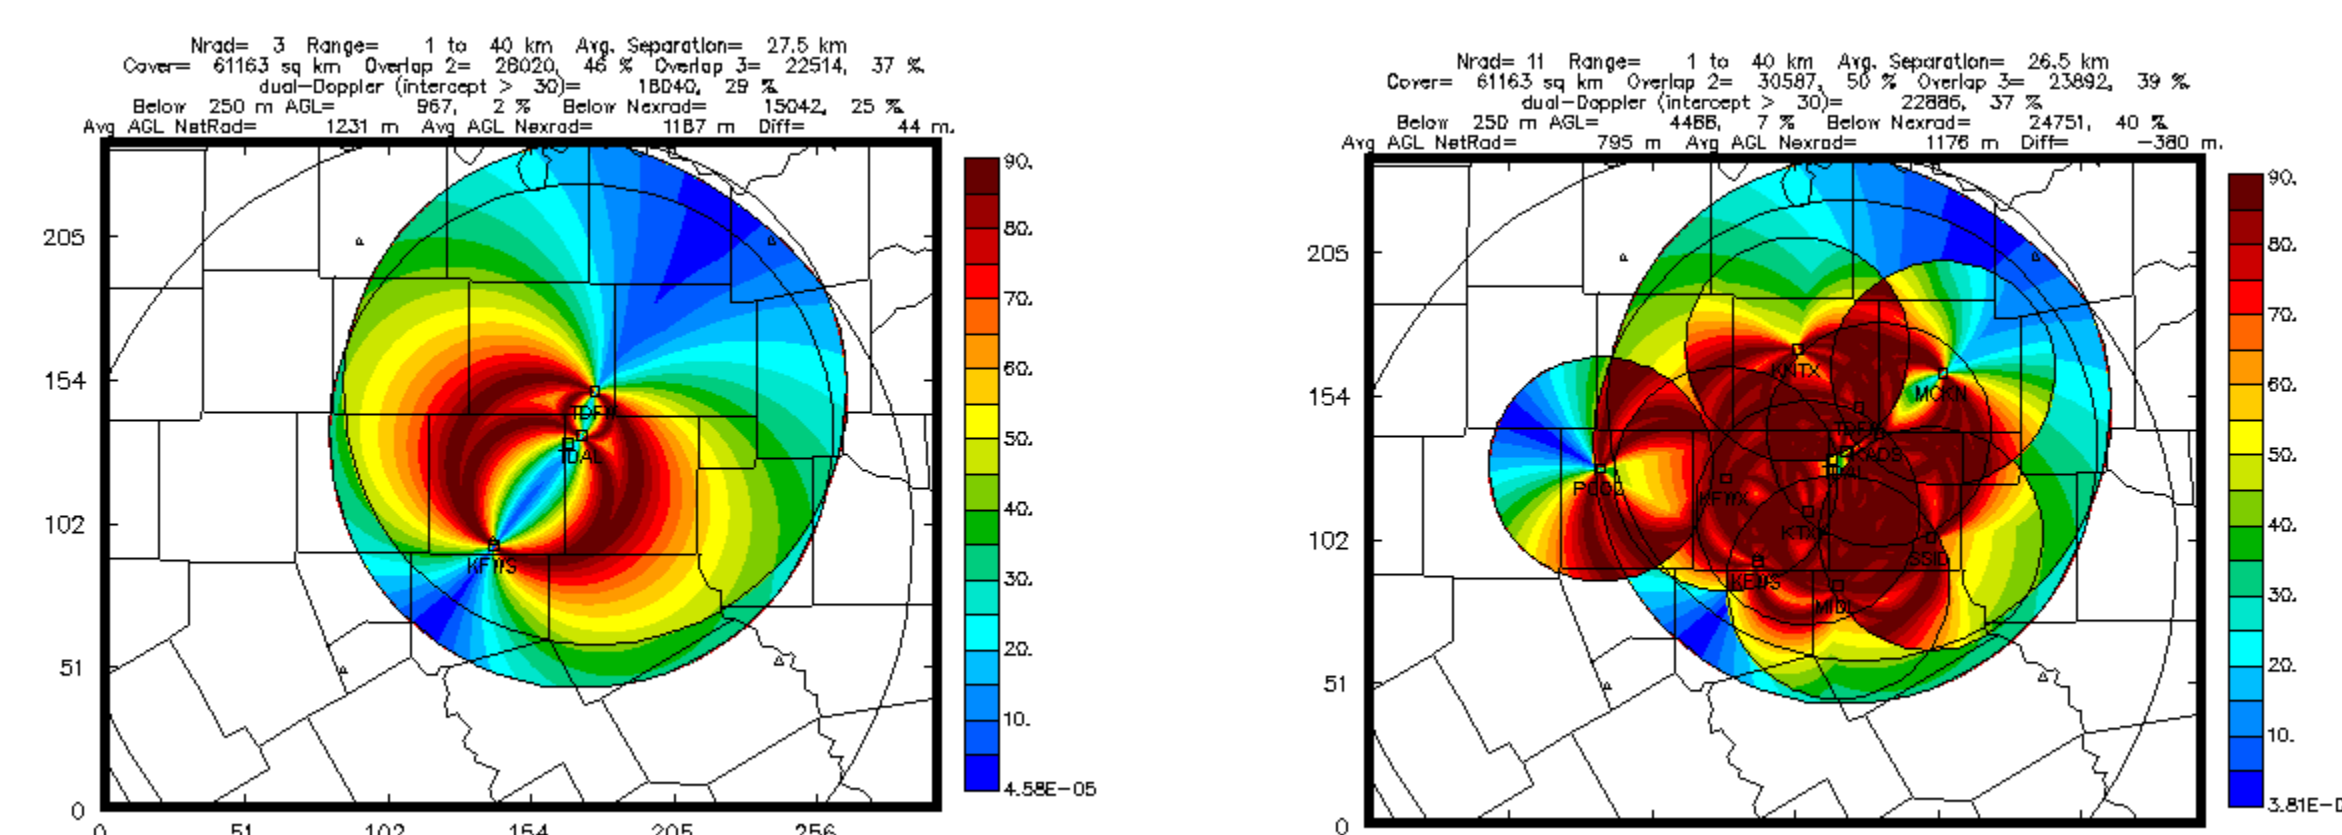 Nrad= 3 Range= 1 to 40 km Avg. Separation= 27.5 km
Cover= 61163 sq km Overlap 2= 28020, 46 % Overlap 3= 22514, 37 %
dual-Doppler (intercept > 30)= 18040, 29 %
Below 250 m AGL= 967, 2 % Below Nexrad= 15042, 25 %
Avg AGL NetRad= 1231 m Avg AGL Nexrad= 1187 m Diff= 44 m.
205
154
102
51
0
0 51 102 154 205 256
TDAL
KFWS
90.
80.
70.
60.
50.
40.
30.
20.
10.
4.58E-05
Nrad= 11 Range= 1 to 40 km Avg. Separation= 26.5 km
Cover= 61163 sq km Overlap 2= 30587, 50 % Overlap 3= 23892, 39 %
dual-Doppler (intercept > 30)= 22886, 37 %
Below 250 m AGL= 4466, 7 % Below Nexrad= 24751, 40 %
Avg AGL NetRad= 795 m Avg AGL Nexrad= 1176 m Diff= -380 m.
205
154
102
51
0
MCKN
KADS
SSID
MIDL
90.
80.
70.
60.
50.
40.
30.
20.
10.